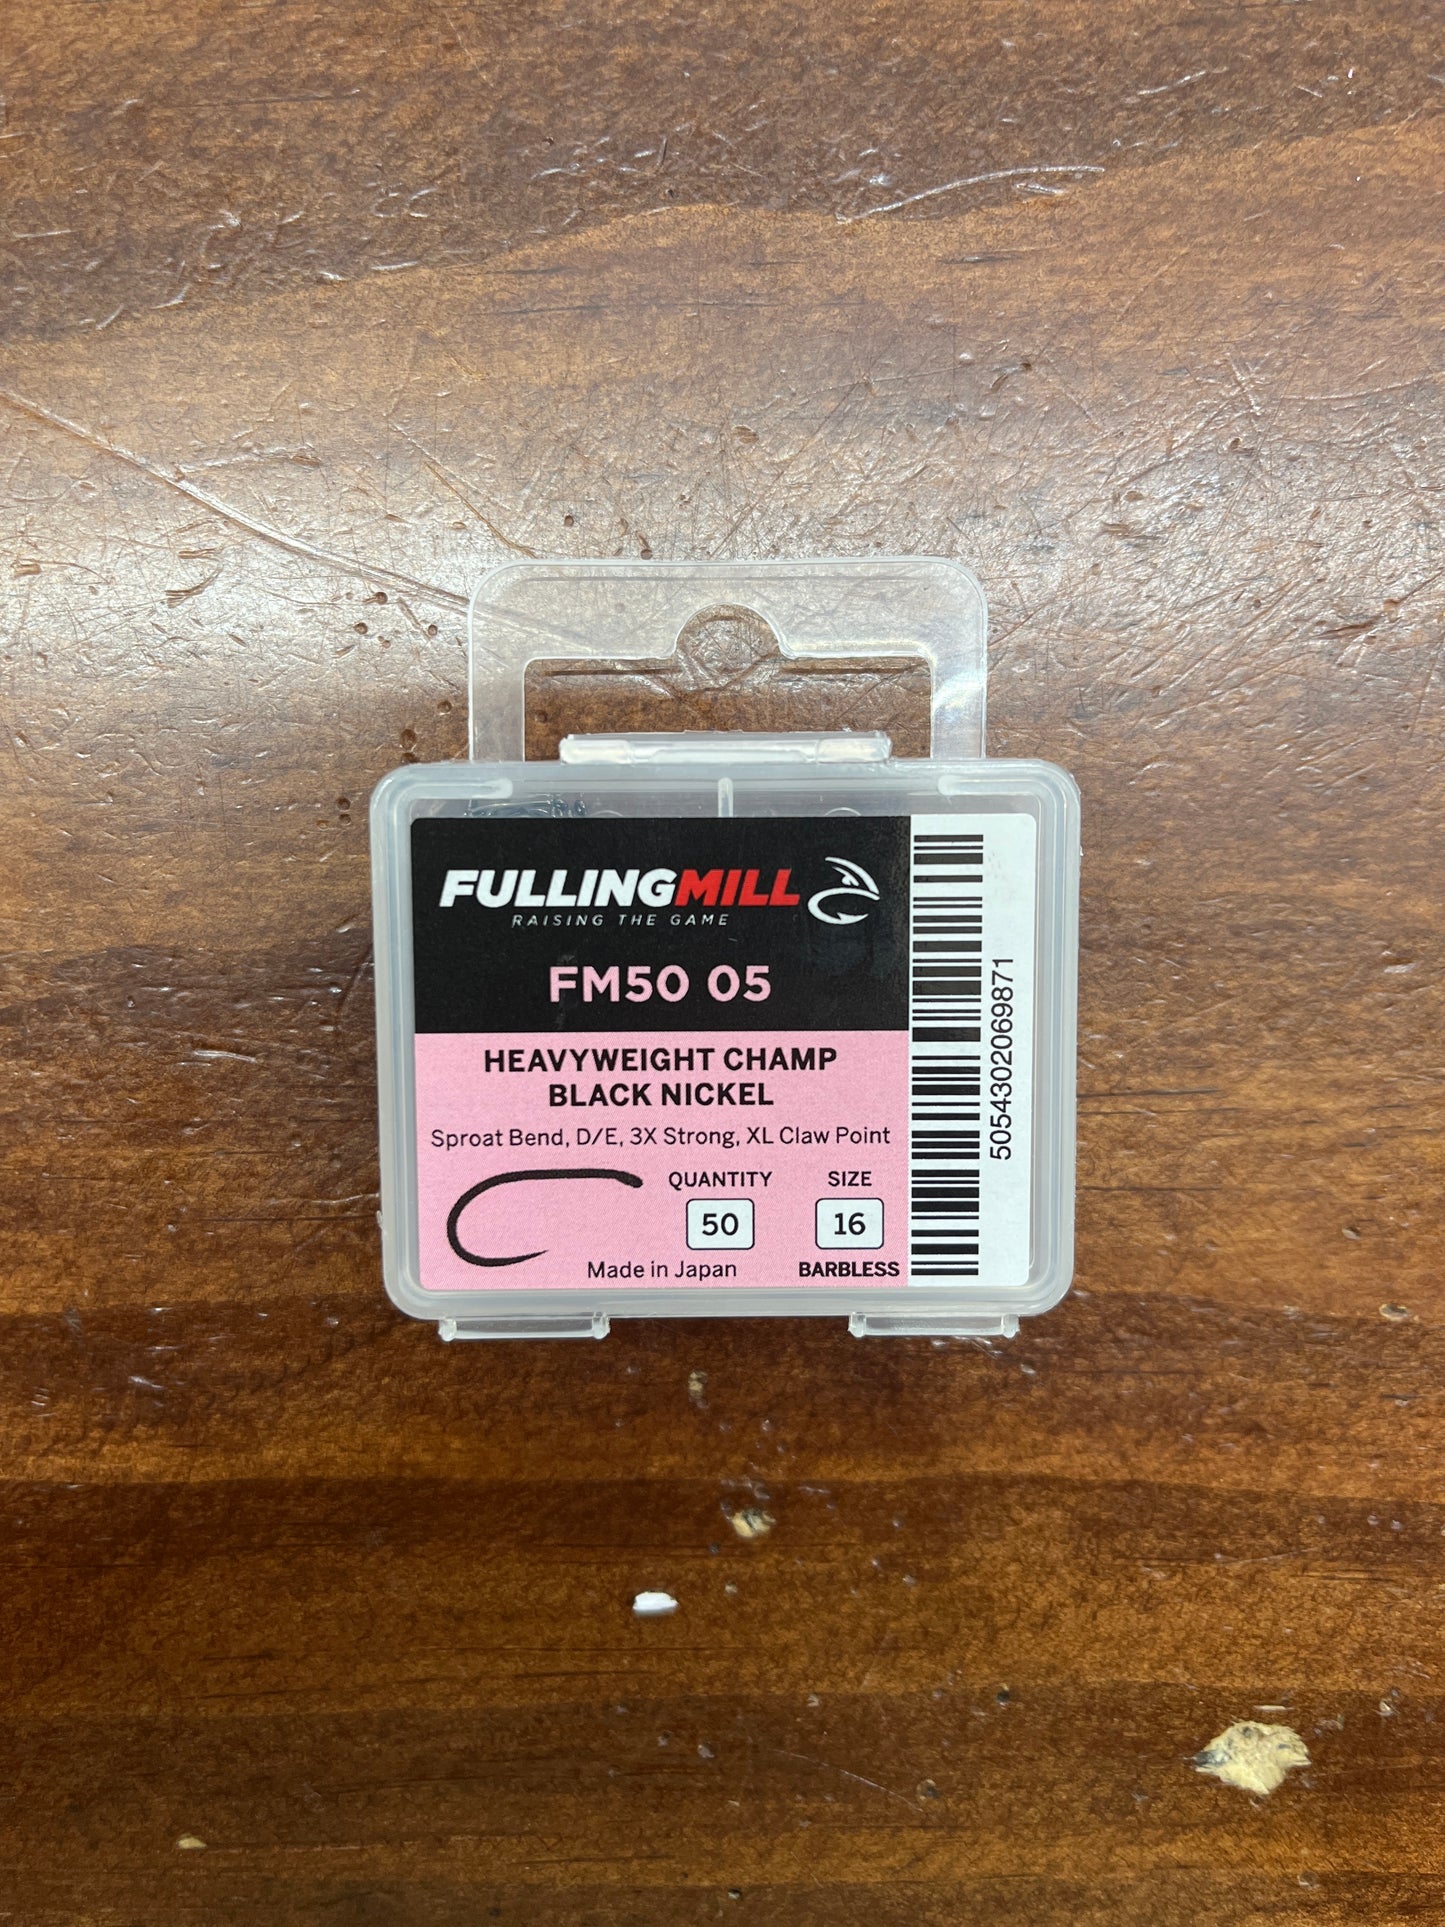 FULLINGMILL
RAISING THE GAME
FM50 05
HEAVYWEIGHT CHAMP
BLACK NICKEL
Sproat Bend, D/E, 3X Strong, XL Claw Point
QUANTITY
50
SIZE
16
Made in Japan
BARBLESS
5054302069871